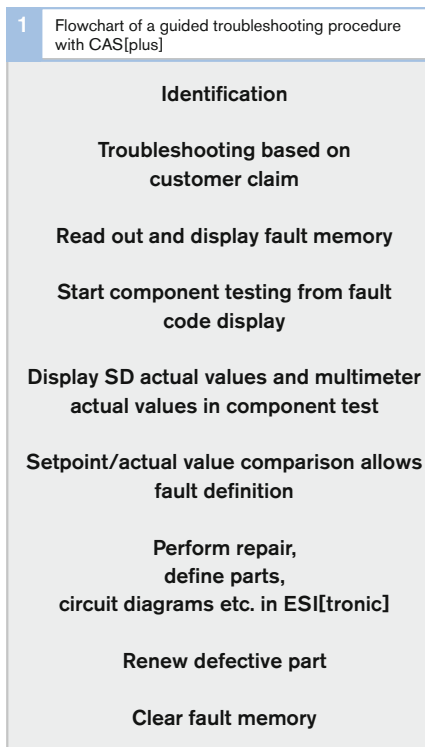 1 Flowchart of a guided troubleshooting procedure
with CAS[plus]
Identification
Troubleshooting based on
customer claim
Read out and display fault memory
Start component testing from fault
code display
Display SD actual values and multimeter
actual values in component test
Setpoint/actual value comparison allows
fault definition
Perform repair,
define parts,
circuit diagrams etc. in ESI[tronic]
Renew defective part
Clear fault memory